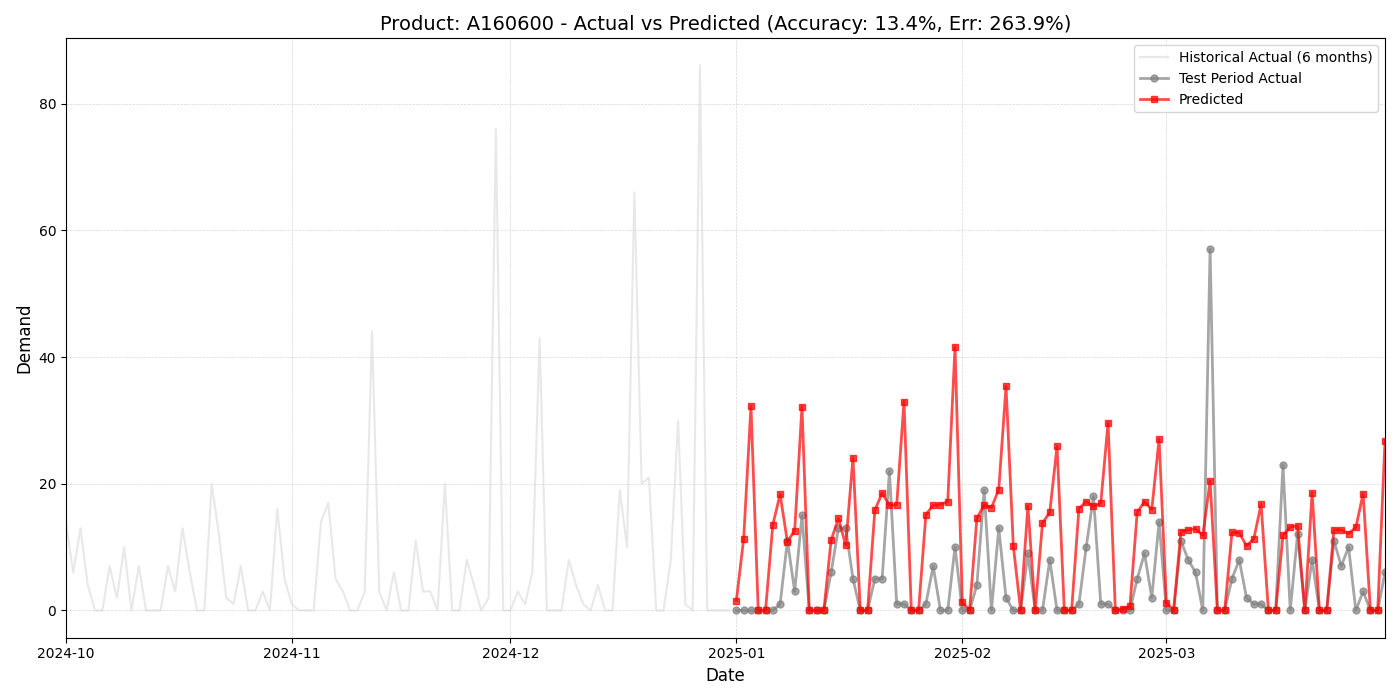 Product: A160600 - Actual vs Predicted (Accuracy: 13.4%, Err: 263.9%)
Historical Actual (6 months)
Test Period Actual
Predicted
Demand
80
60
40
20
0
2024-10
2024-11
2024-12
2025-01
2025-02
2025-03
Date